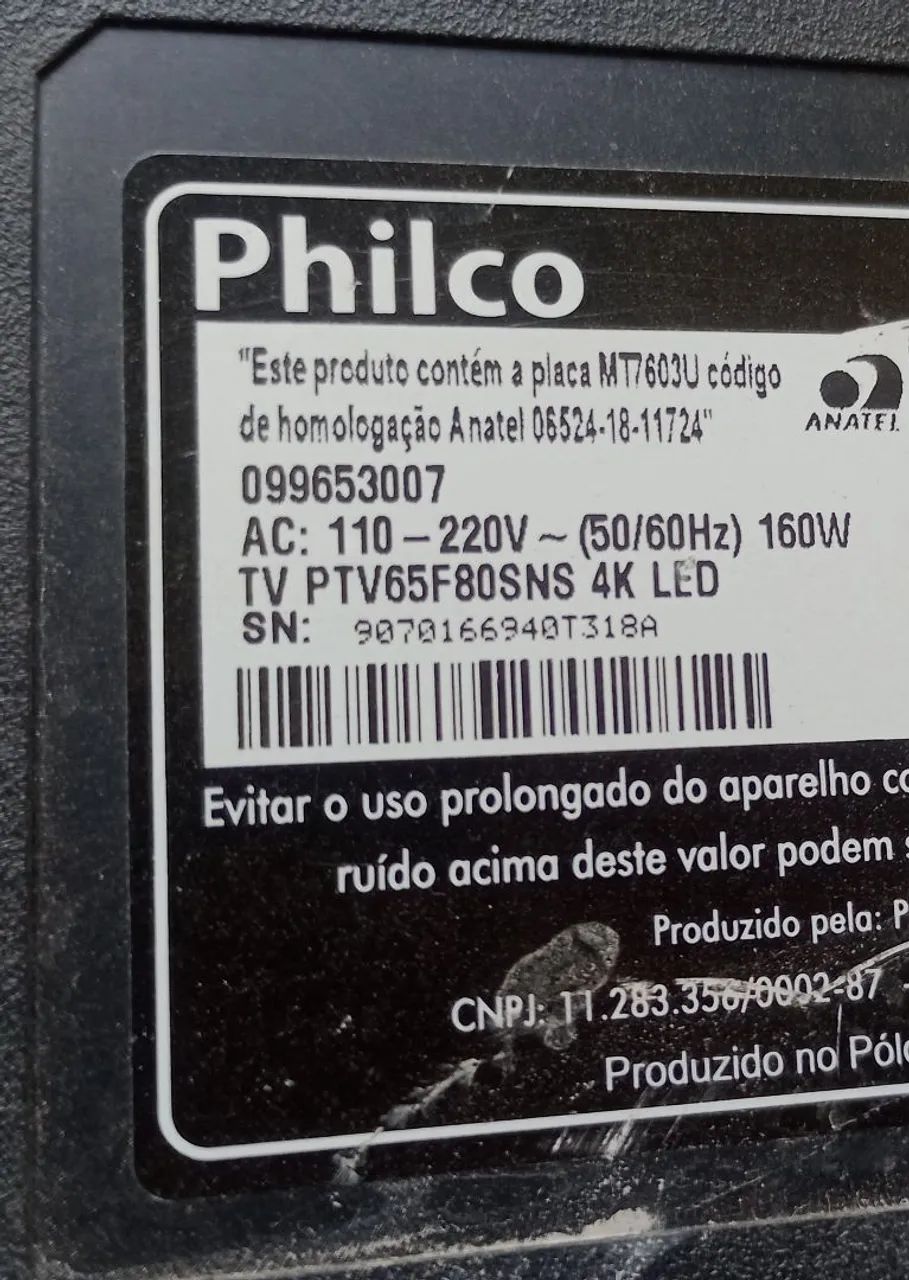 Philco
"Este produto contém a placa MT7603U código
ANATEL
de homologação Anatel 06524-18-11724"
099653007
AC: 110 – 220V ~ (50/60Hz) 160W
TV PTV65F80SNS 4K LED
SN: 9070166940T318A
Evitar o uso prolongado do aparelho
ruído acima deste valor podem
Produzido pela:
CNPJ: 11.283.356/0002-87
Produzido no